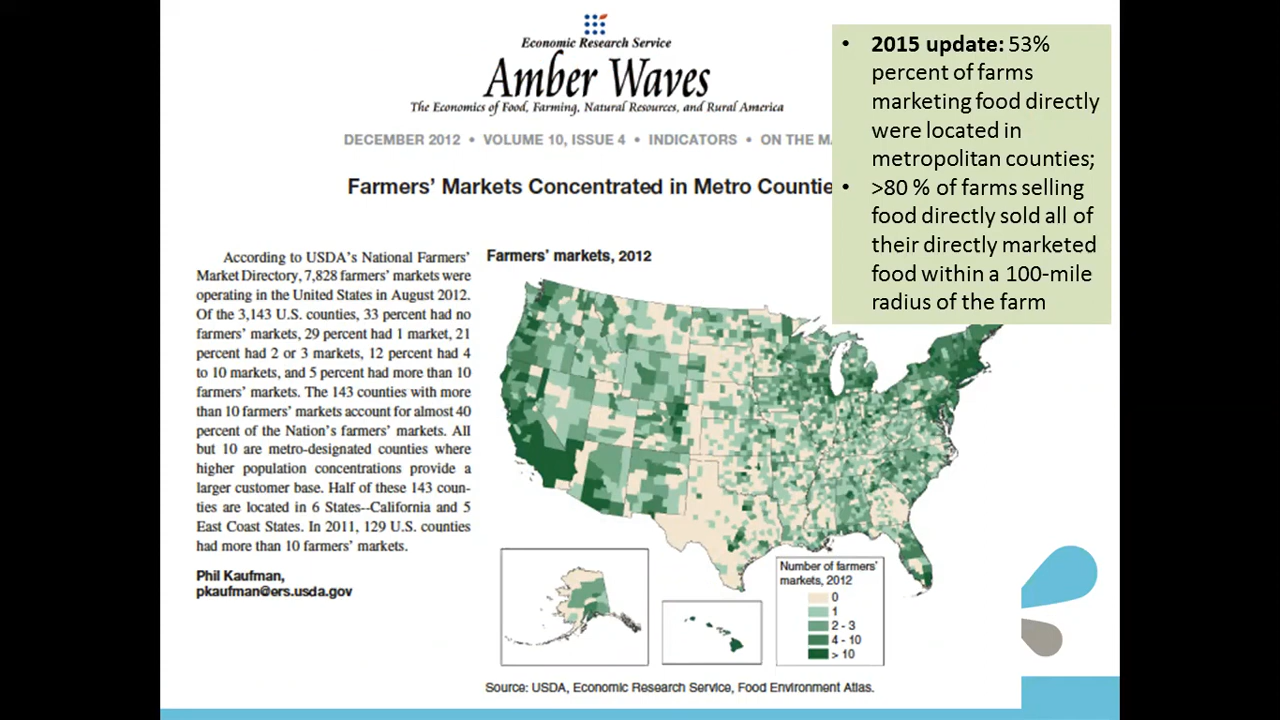 Economic Research Service
Amber Waves
The Economics of Food, Farming, Natural Resources, and Rural America
DECEMBER 2012 • VOLUME 10, ISSUE 4 • INDICATORS • ON THE MA
Farmers' Markets Concentrated in Metro Countie
According to USDA's National Farmers'
Market Directory, 7,828 farmers' markets were
operating in the United States in August 2012.
Of the 3,143 U.S. counties, 33 percent had no
farmers' markets, 29 percent had 1 market, 21
percent had 2 or 3 markets, 12 percent had 4
to 10 markets, and 5 percent had more than 10
farmers' markets. The 143 counties with more
than 10 farmers' markets account for almost 40
percent of the Nation's farmers' markets. All
but 10 are metro-designated counties where
higher population concentrations provide a
larger customer base. Half of these 143 coun-
ties are located in 6 States--California and 5
East Coast States. In 2011, 129 U.S. counties
had more than 10 farmers' markets.
Phil Kaufman,
pkaufman@ers.usda.gov
Farmers' markets, 2012
Number of farmers'
markets, 2012
0
1
2 - 3
4 - 10
> 10
Source: USDA, Economic Research Service, Food Environment Atlas.
• 2015 update: 53%
percent of farms
marketing food directly
were located in
metropolitan counties;
• >80 % of farms selling
food directly sold all of
their directly marketed
food within a 100-mile
radius of the farm